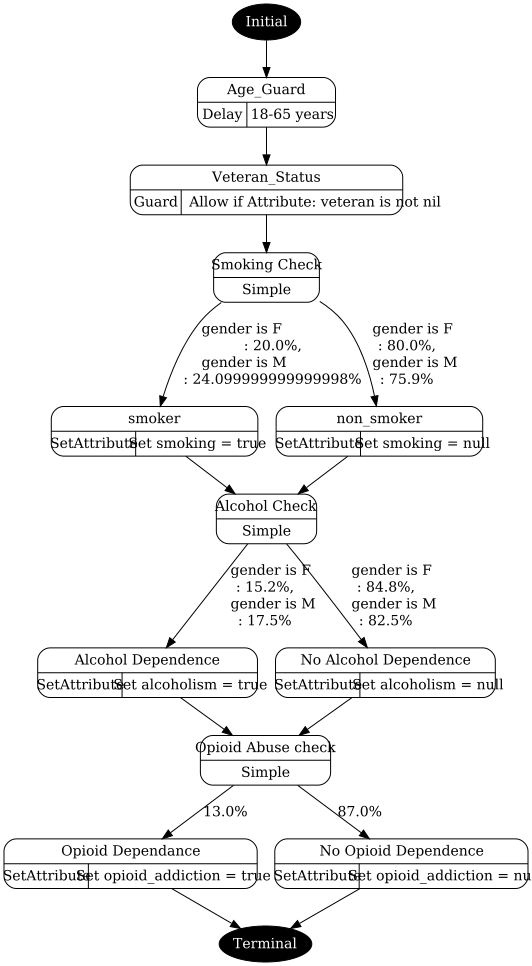 Initial
Age_Guard
Delay 18-65 years
Veteran_Status
Guard Allow if Attribute: veteran is not nil
Smoking Check
Simple
gender is F
: 20.0%,
gender is M
: 24.099999999999998%
gender is F
: 80.0%,
gender is M
: 75.9%
smoker
SetAttribute Set smoking = true
non_smoker
SetAttribute Set smoking = null
Alcohol Check
Simple
gender is F
: 15.2%,
gender is M
: 17.5%
gender is F
: 84.8%,
gender is M
: 82.5%
Alcohol Dependence
SetAttribute Set alcoholism = true
No Alcohol Dependence
SetAttribute Set alcoholism = null
Opioid Abuse check
Simple
13.0%
87.0%
Opioid Dependance
SetAttribute Set opioid_addiction = true
No Opioid Dependence
SetAttribute Set opioid_addiction = nu
Terminal